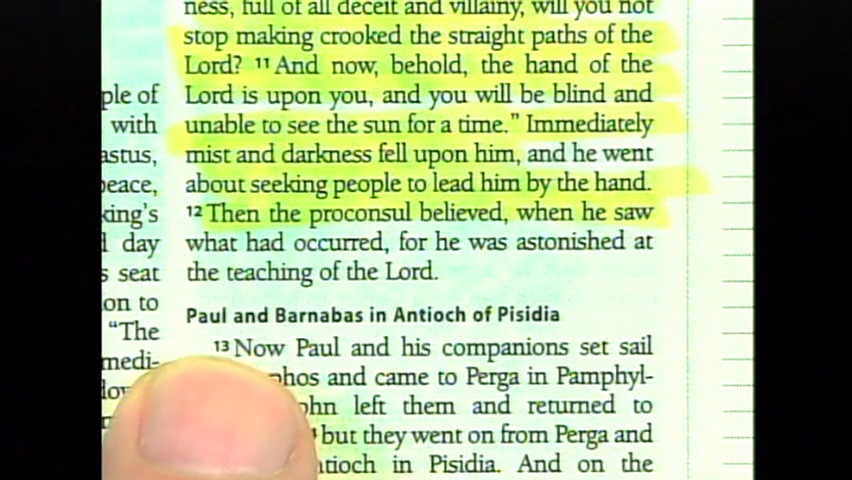 ple of
with
astus,
peace,
king's
d day
s seat
on to
"The
medi-
ness, full of all deceit and villainy, will you not
stop making crooked the straight paths of the
Lord? 11 And now, behold, the hand of the
Lord is upon you, and you will be blind and
unable to see the sun for a time." Immediately
mist and darkness fell upon him, and he went
about seeking people to lead him by the hand.
12 Then the proconsul believed, when he saw
what had occurred, for he was astonished at
the teaching of the Lord.
Paul and Barnabas in Antioch of Pisidia
13 Now Paul and his companions set sail
phos and came to Perga in Pamphyl-
ohn left them and returned to
but they went on from Perga and
ntioch in Pisidia. And on the